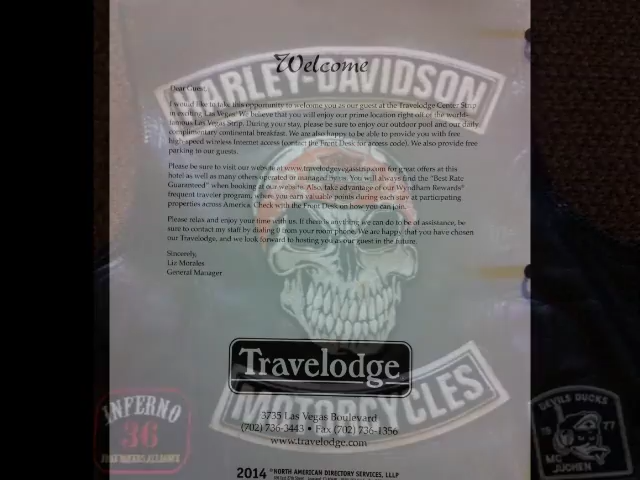 Welcome
HARLEY-DAVIDSON
Dear Guest,
I would like to take this opportunity to welcome you as our guest at the Travelodge Center Strip
in exciting Las Vegas. We believe that you will enjoy our prime location right off of the world-
famous Las Vegas Strip. During your stay, please be sure to enjoy our outdoor pool and our daily
complimentary continental breakfast. We are also happy to be able to provide you with free
high-speed wireless Internet access (contact the Front Desk for access code). We also provide free
parking to our guests.
Please be sure to visit our website at www.travelodgevegasstrip.com for great offers at this
hotel as well as many others operated or managed by us. You will always find the "Best Rate
Guaranteed" when booking at our website. Also, take advantage of our Wyndham Rewards®
frequent traveler program, where you earn valuable points during each stay at participating
properties across America. Check with the Front Desk on how you can join.
Please relax and enjoy your time with us. If there is anything we can do to be of assistance, be
sure to contact my staff by dialing 0 from your room phone. We are happy that you have chosen
our Travelodge, and we look forward to hosting you as our guest in the future.
Sincerely,
Liz Morales
General Manager
Travelodge
MOTORCYCLES
3735 Las Vegas Boulevard
(702) 736-3443 • Fax (702) 736-1356
www.travelodge.com
INFERNO
36
DEVILS DUCKS
19 77
MC
JÜCHEN
2014 © NORTH AMERICAN DIRECTORY SERVICES, LLLP